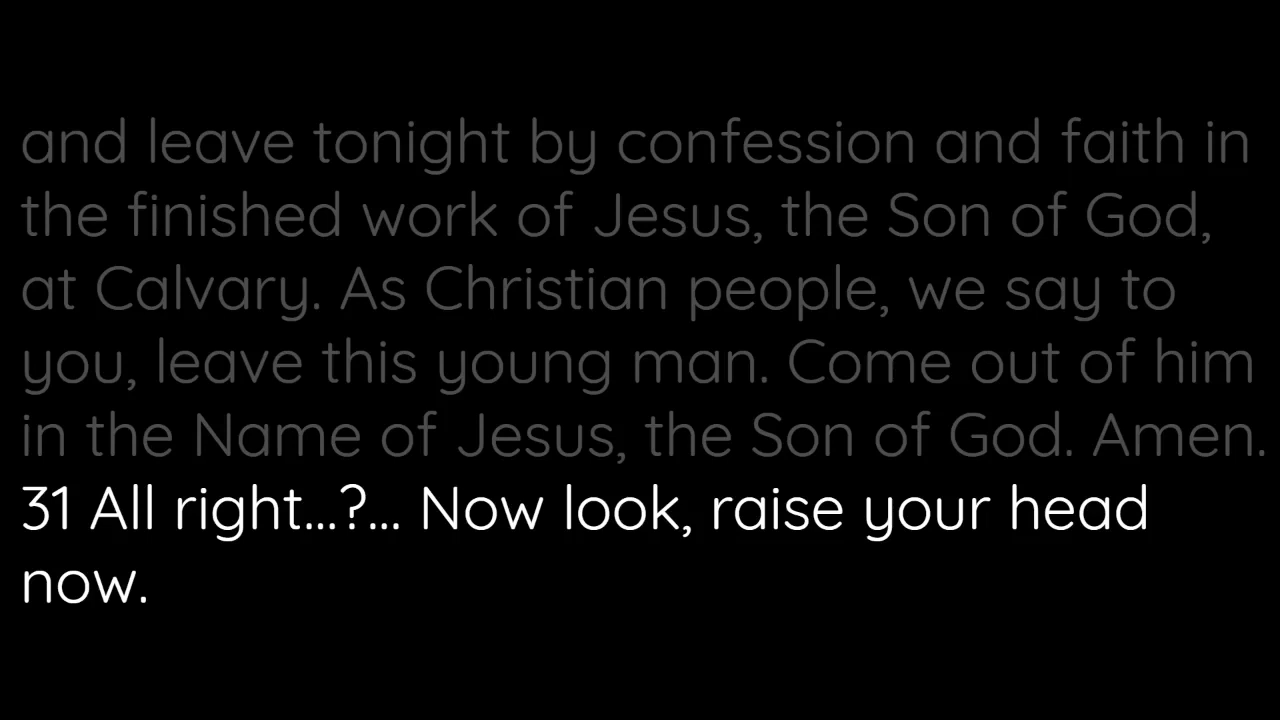 and leave tonight by confession and faith in
the finished work of Jesus, the Son of God,
at Calvary. As Christian people, we say to
you, leave this young man. Come out of him
in the Name of Jesus, the Son of God. Amen.
31 All right...?... Now look, raise your head
now.